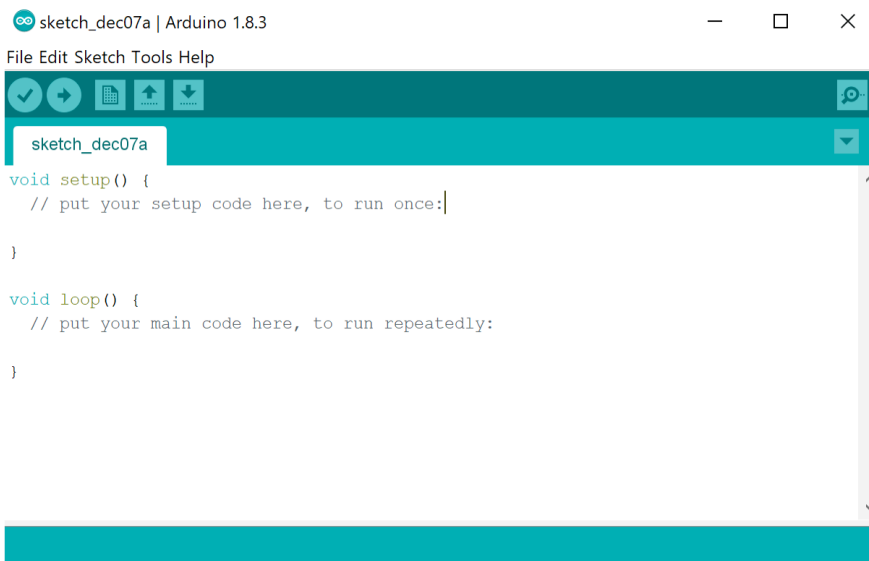 sketch_dec07a | Arduino 1.8.3
File Edit Sketch Tools Help
sketch_dec07a
void setup() {
  // put your setup code here, to run once:

}

void loop() {
  // put your main code here, to run repeatedly:

}